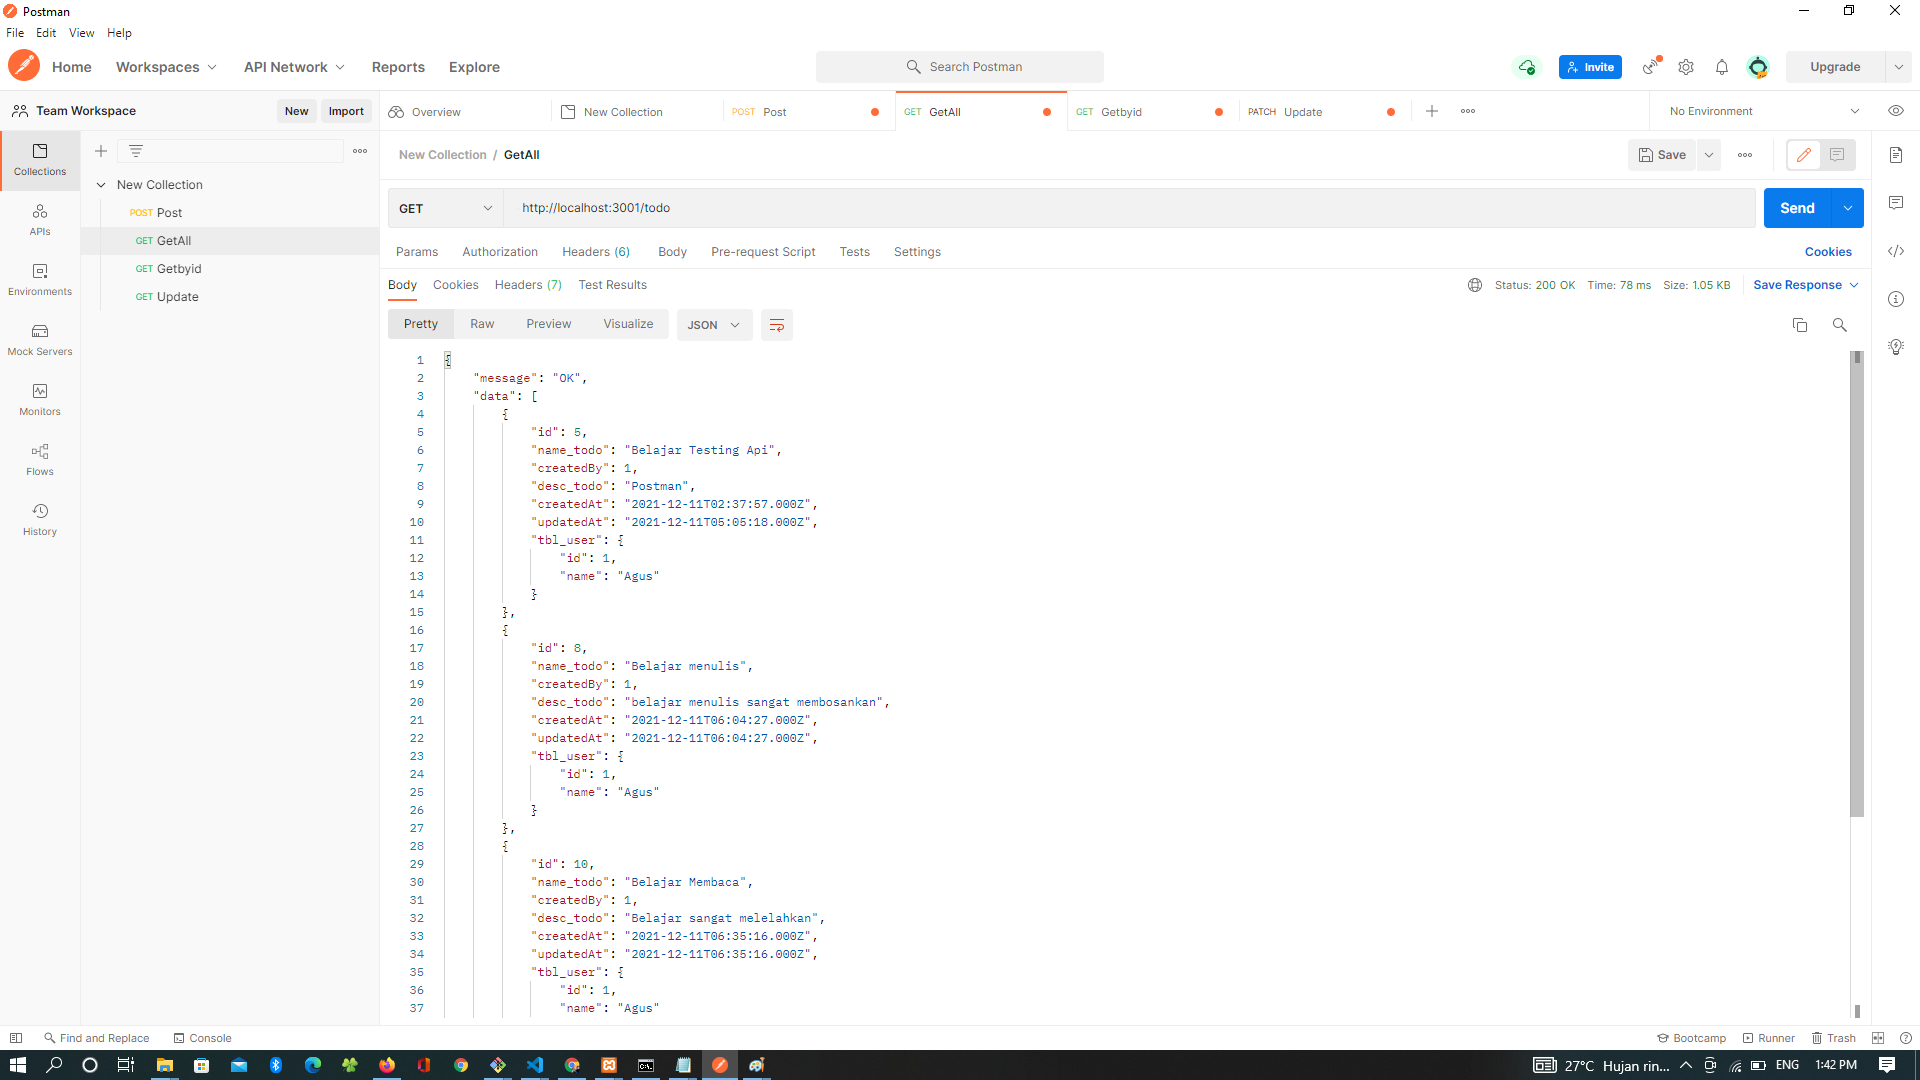 Postman
File Edit View Help
Home Workspaces API Network Reports Explore Search Postman Invite Upgrade
Team Workspace New Import Overview New Collection POST Post GET GetAll GET Getbyid PATCH Update No Environment
New Collection / GetAll Save
Collections
APIs
Environments
Mock Servers
Monitors
Flows
History
New Collection
POST Post
GET GetAll
GET Getbyid
GET Update
GET http://localhost:3001/todo Send
Params Authorization Headers (6) Body Pre-request Script Tests Settings Cookies
Body Cookies Headers (7) Test Results Status: 200 OK Time: 78 ms Size: 1.05 KB Save Response
Pretty Raw Preview Visualize JSON
1 {
2 "message": "OK",
3 "data": [
4 {
5 "id": 5,
6 "name_todo": "Belajar Testing Api",
7 "createdBy": 1,
8 "desc_todo": "Postman",
9 "createdAt": "2021-12-11T02:37:57.000Z",
10 "updatedAt": "2021-12-11T05:05:18.000Z",
11 "tbl_user": {
12 "id": 1,
13 "name": "Agus"
14 }
15 },
16 {
17 "id": 8,
18 "name_todo": "Belajar menulis",
19 "createdBy": 1,
20 "desc_todo": "belajar menulis sangat membosankan",
21 "createdAt": "2021-12-11T06:04:27.000Z",
22 "updatedAt": "2021-12-11T06:04:27.000Z",
23 "tbl_user": {
24 "id": 1,
25 "name": "Agus"
26 }
27 },
28 {
29 "id": 10,
30 "name_todo": "Belajar Membaca",
31 "createdBy": 1,
32 "desc_todo": "Belajar sangat melelahkan",
33 "createdAt": "2021-12-11T06:35:16.000Z",
34 "updatedAt": "2021-12-11T06:35:16.000Z",
35 "tbl_user": {
36 "id": 1,
37 "name": "Agus"
Find and Replace Console Bootcamp Runner Trash
27°C Hujan rin... ENG 1:42 PM